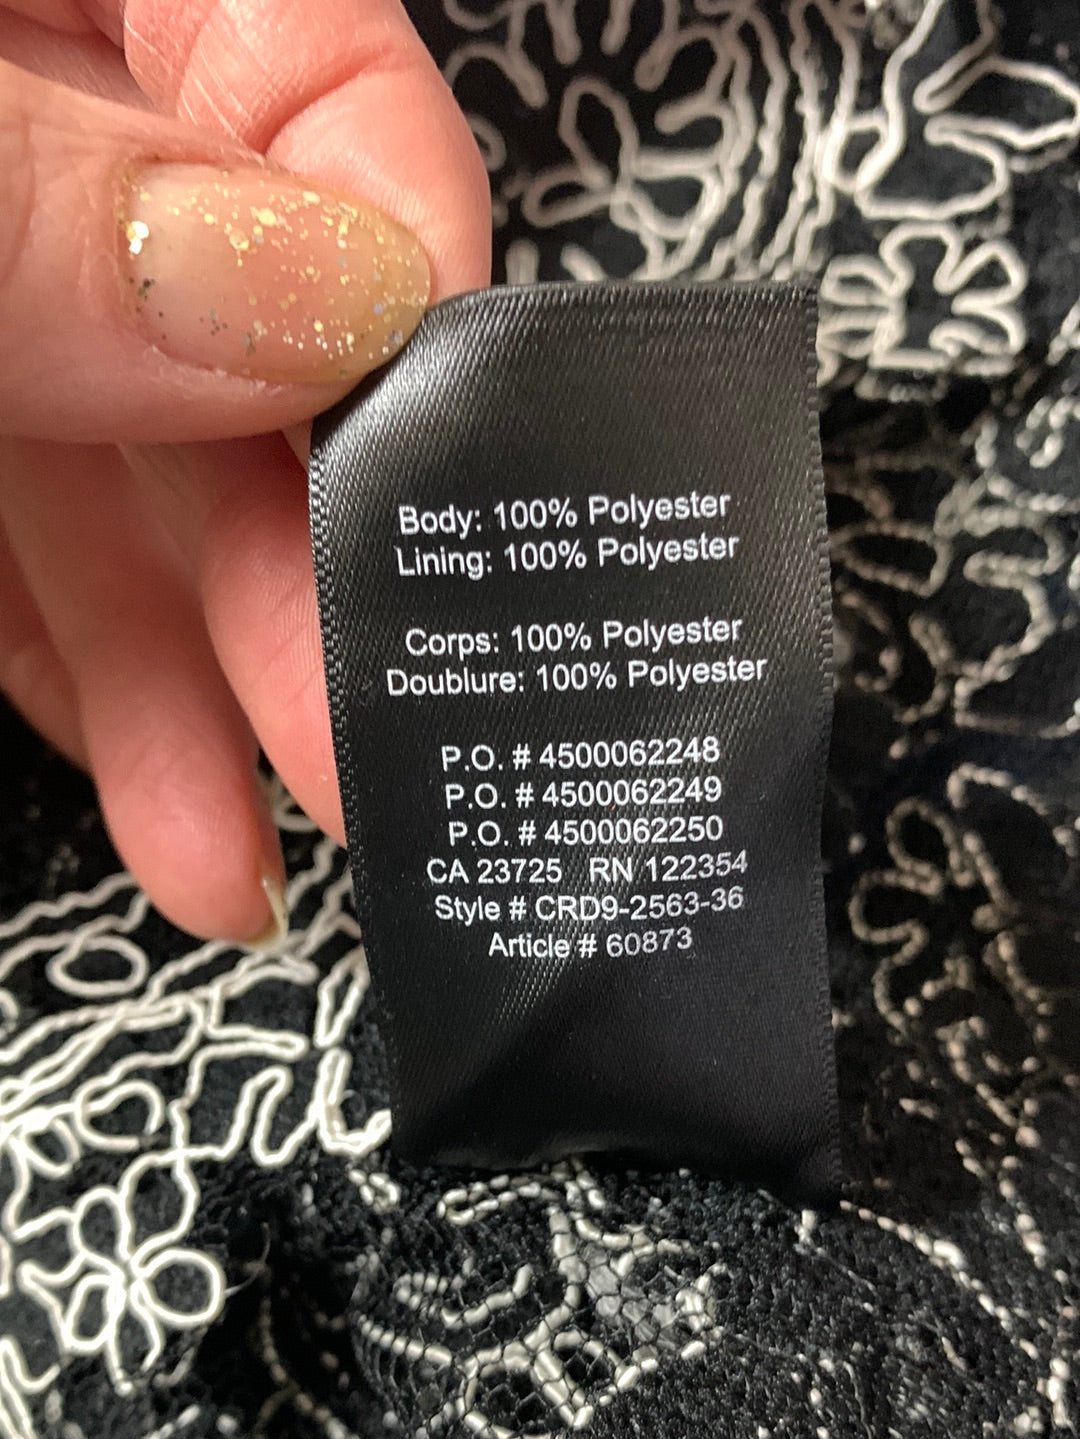 Body: 100% Polyester
Lining: 100% Polyester
Corps: 100% Polyester
Doublure: 100% Polyester
P.O. # 4500062248
P.O. # 4500062249
P.O. # 4500062250
CA 23725 RN 122354
Style # CRD9-2563-36
Article # 60873